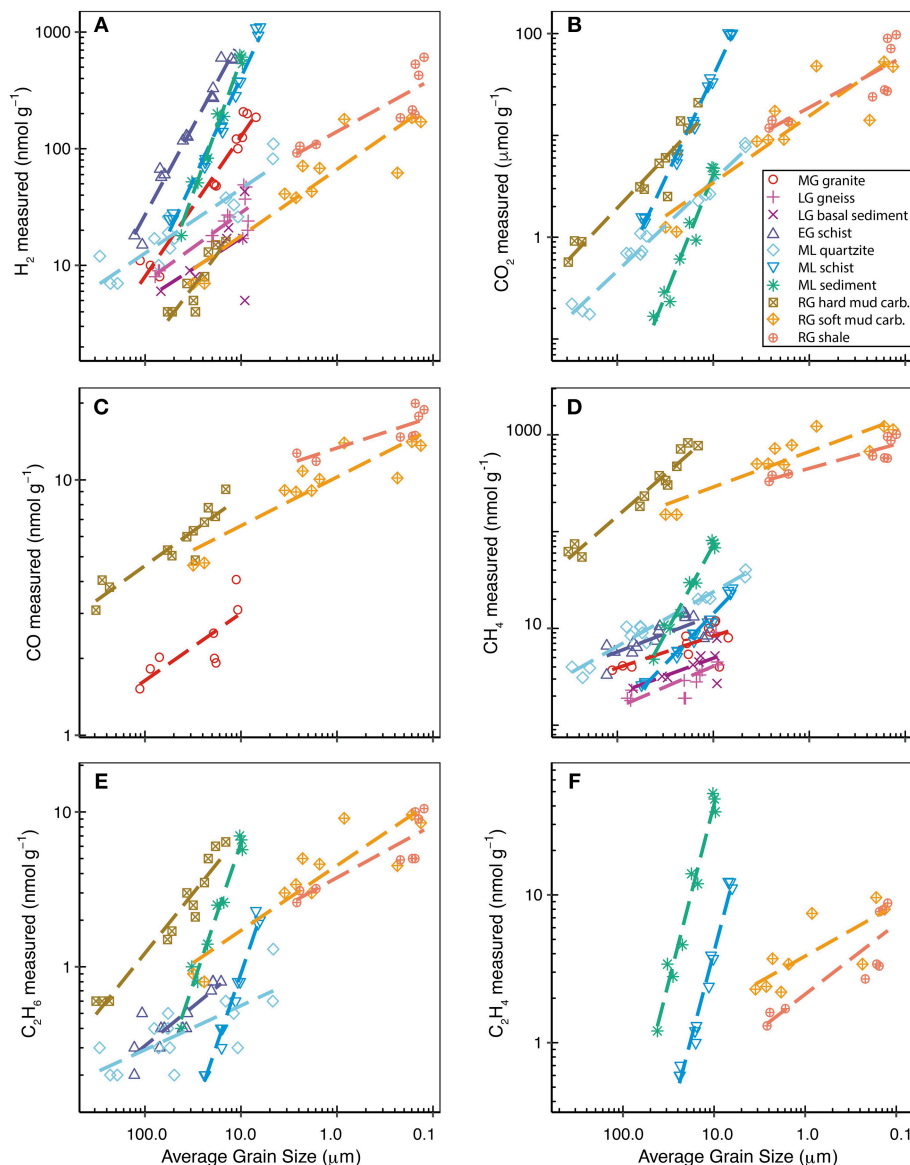 A
1000
100
10
H2 measured (nmol g−1)
B
100
10
1
CO2 measured (μmol g−1)
MG granite
LG gneiss
LG basal sediment
EG schist
ML quartzite
ML schist
ML sediment
RG hard mud carb.
RG soft mud carb.
RG shale
C
10
1
CO measured (nmol g−1)
D
1000
10
1
CH4 measured (nmol g−1)
E
10
1
C2H6 measured (nmol g−1)
100.0
10.0
1.0
0.1
Average Grain Size (μm)
F
10
1
C2H4 measured (nmol g−1)
100.0
10.0
1.0
0.1
Average Grain Size (μm)